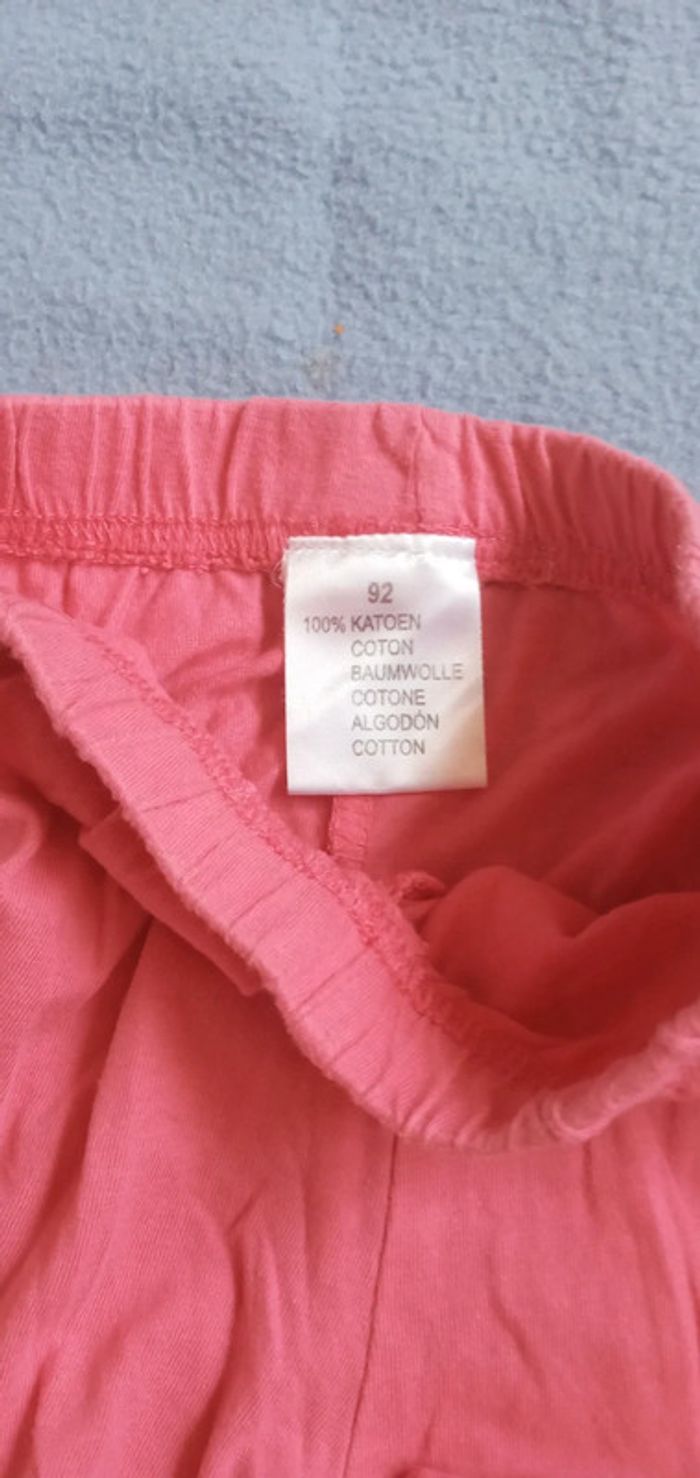 92
100% KATOEN
COTON
BAUMWOLLE
COTONE
ALGODÓN
COTTON